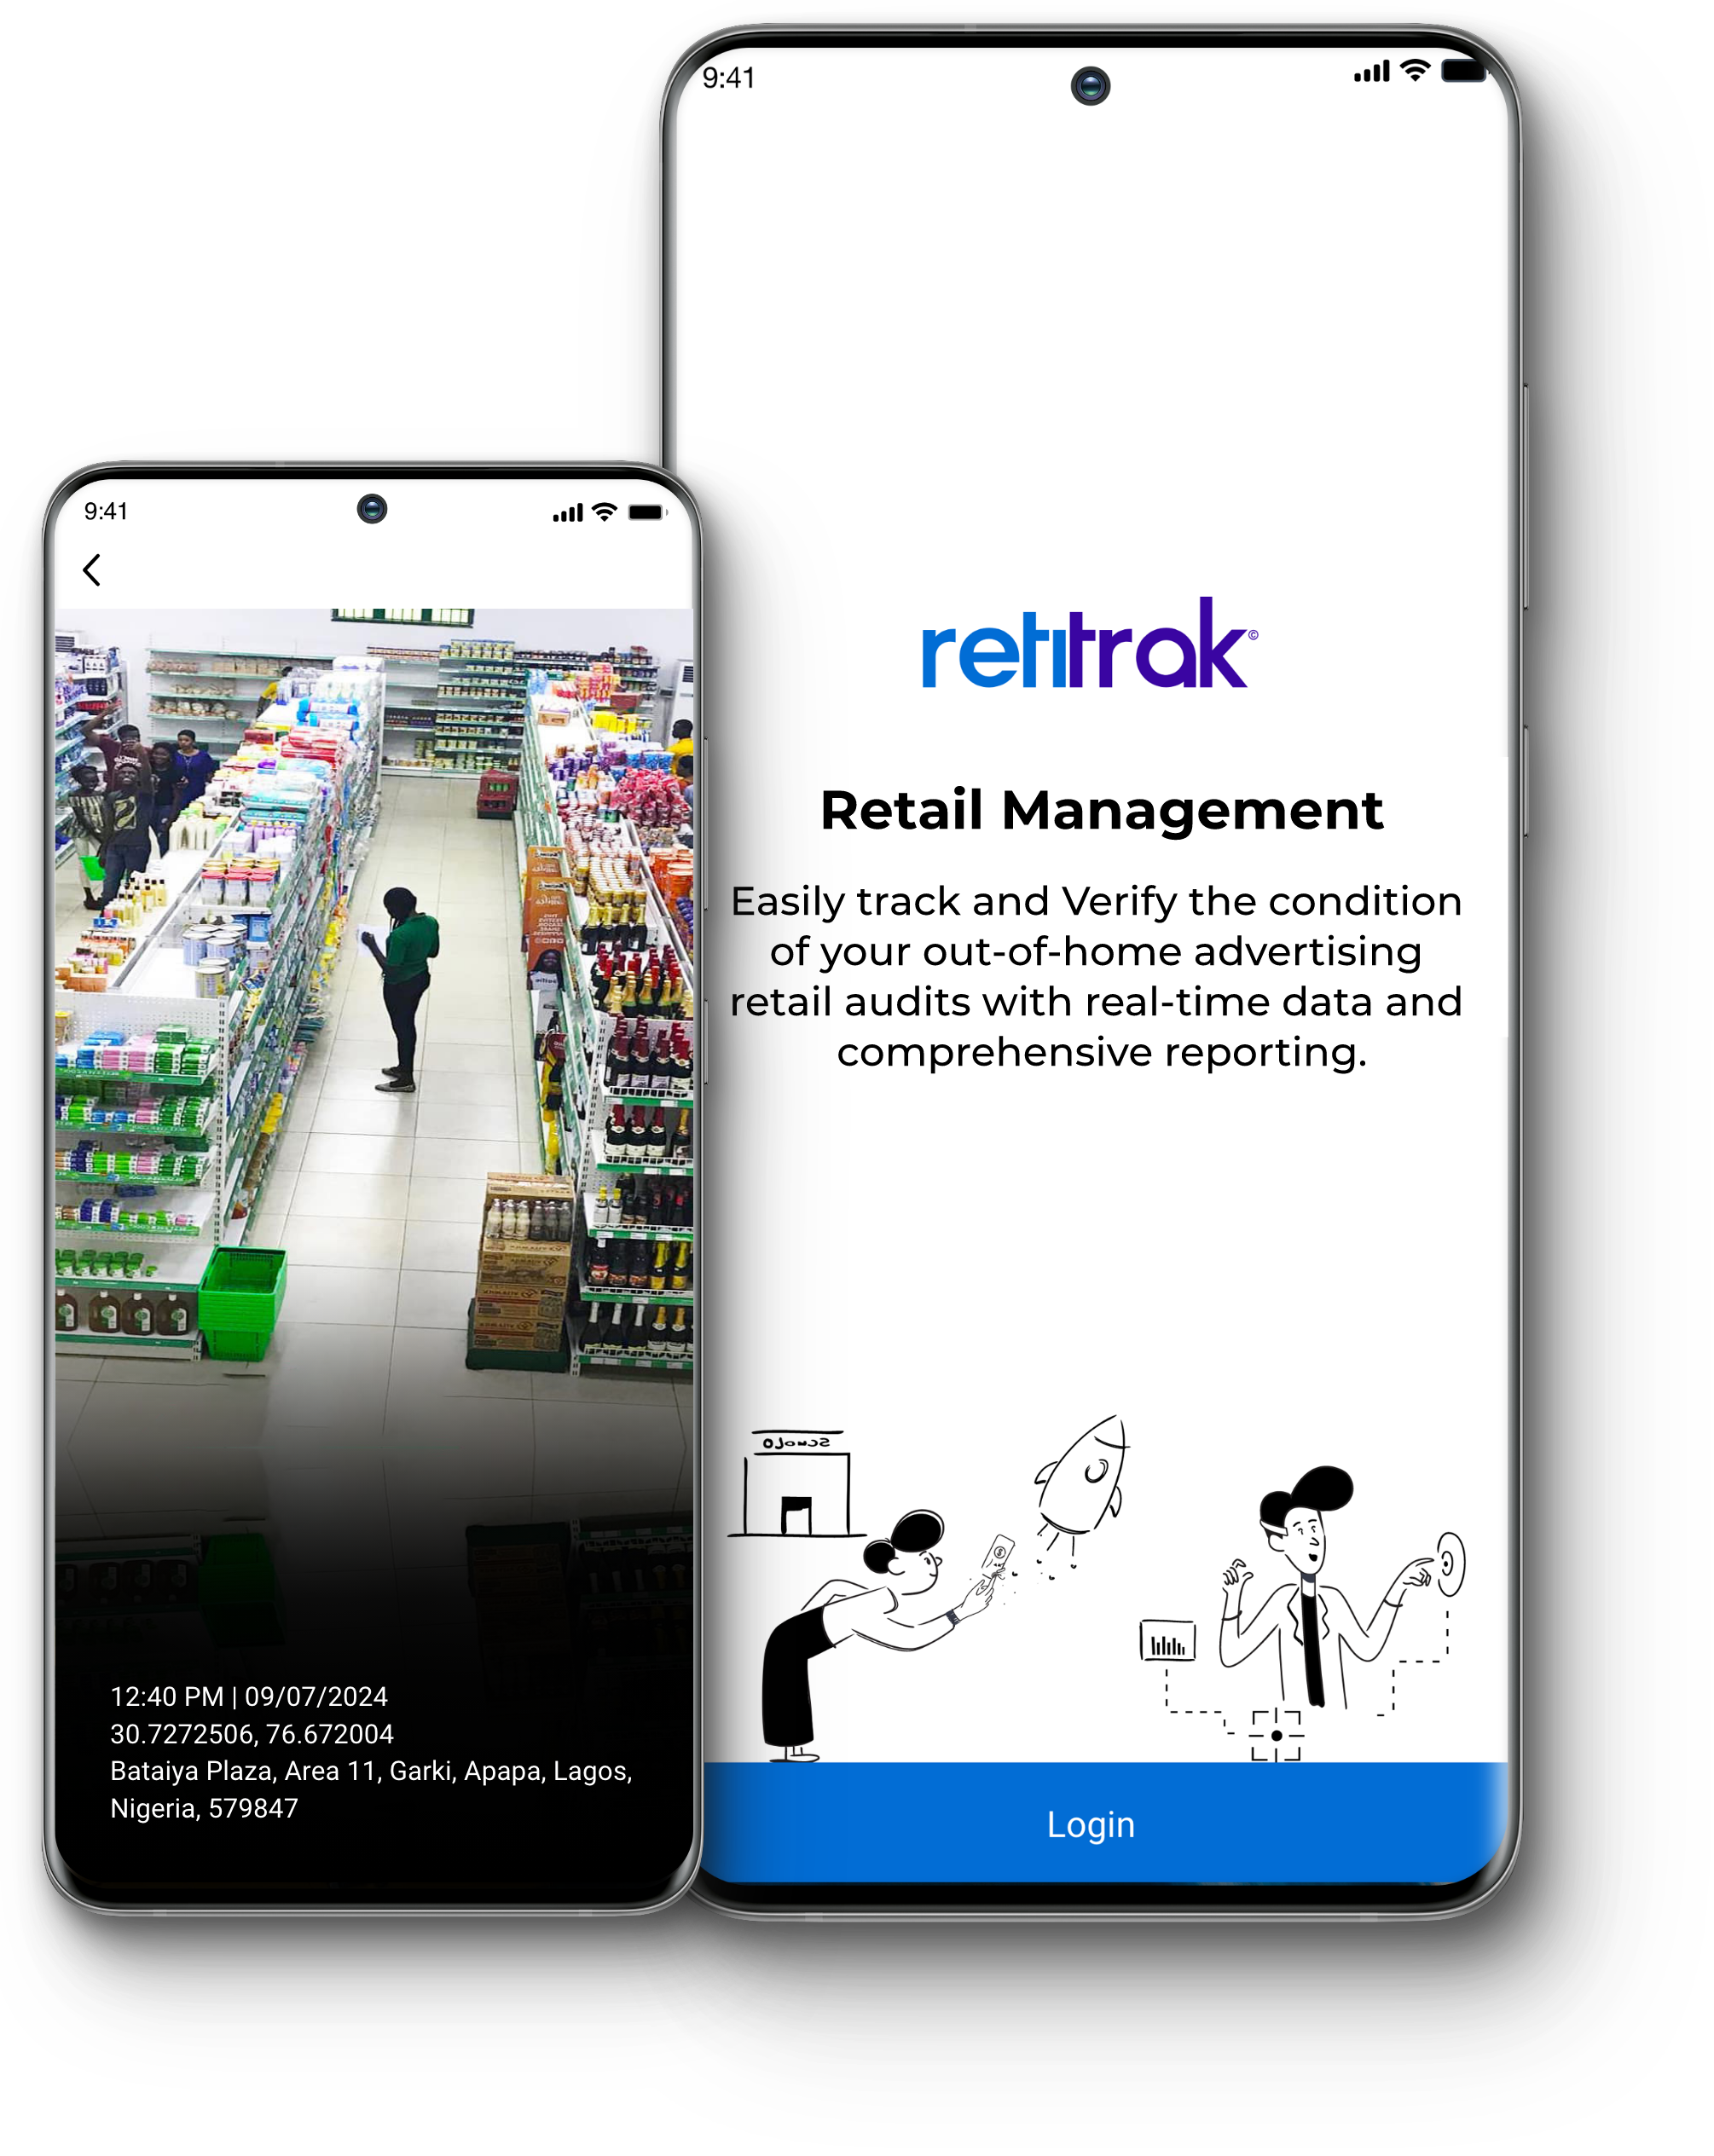 9:41
12:40 PM | 09/07/2024
30.7272506, 76.672004
Bataiya Plaza, Area 11, Garki, Apapa, Lagos,
Nigeria, 579847
9:41
retitrak©
Retail Management
Easily track and Verify the condition
of your out-of-home advertising
retail audits with real-time data and
comprehensive reporting.
Login